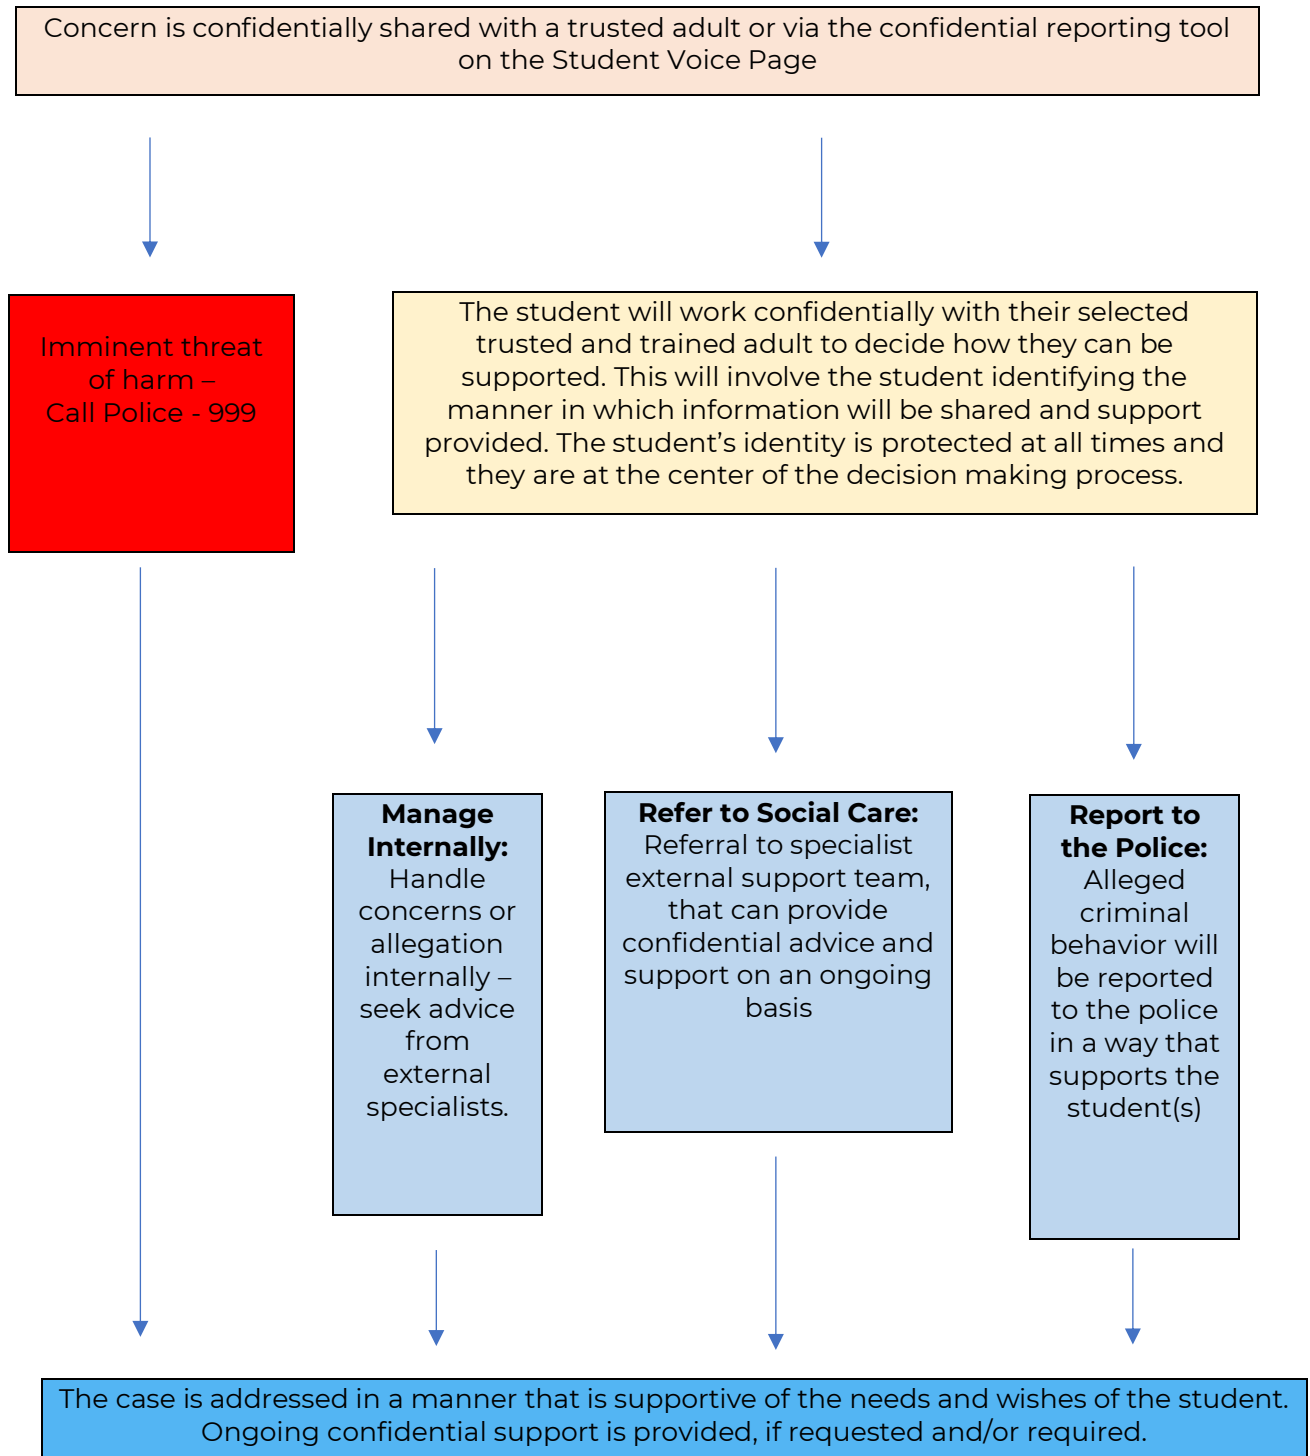 Concern is confidentially shared with a trusted adult or via the confidential reporting tool
on the Student Voice Page
Imminent threat
of harm –
Call Police - 999
The student will work confidentially with their selected
trusted and trained adult to decide how they can be
supported. This will involve the student identifying the
manner in which information will be shared and support
provided. The student’s identity is protected at all times and
they are at the center of the decision making process.
Manage
Internally:
Handle
concerns or
allegation
internally –
seek advice
from
external
specialists.
Refer to Social Care:
Referral to specialist
external support team,
that can provide
confidential advice and
support on an ongoing
basis
Report to
the Police:
Alleged
criminal
behavior will
be reported
to the police
in a way that
supports the
student(s)
The case is addressed in a manner that is supportive of the needs and wishes of the student.
Ongoing confidential support is provided, if requested and/or required.